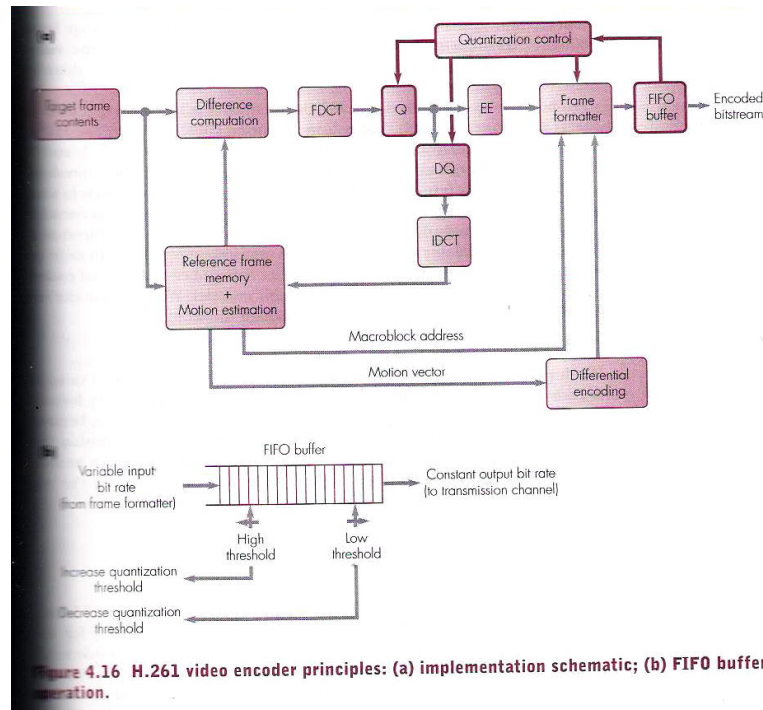 (a)
Quantization control
Target frame
contents
Difference
computation
FDCT
Q
EE
Frame
formatter
FIFO
buffer
Encoded
bitstream
DQ
IDCT
Reference frame
memory
+
Motion estimation
Macroblock address
Motion vector
Differential
encoding
FIFO buffer
Variable input
bit rate
(from frame formatter)
Constant output bit rate
(to transmission channel)
High
threshold
Low
threshold
Increase quantization
threshold
Decrease quantization
threshold
Figure 4.16 H.261 video encoder principles: (a) implementation schematic; (b) FIFO buffer
operation.